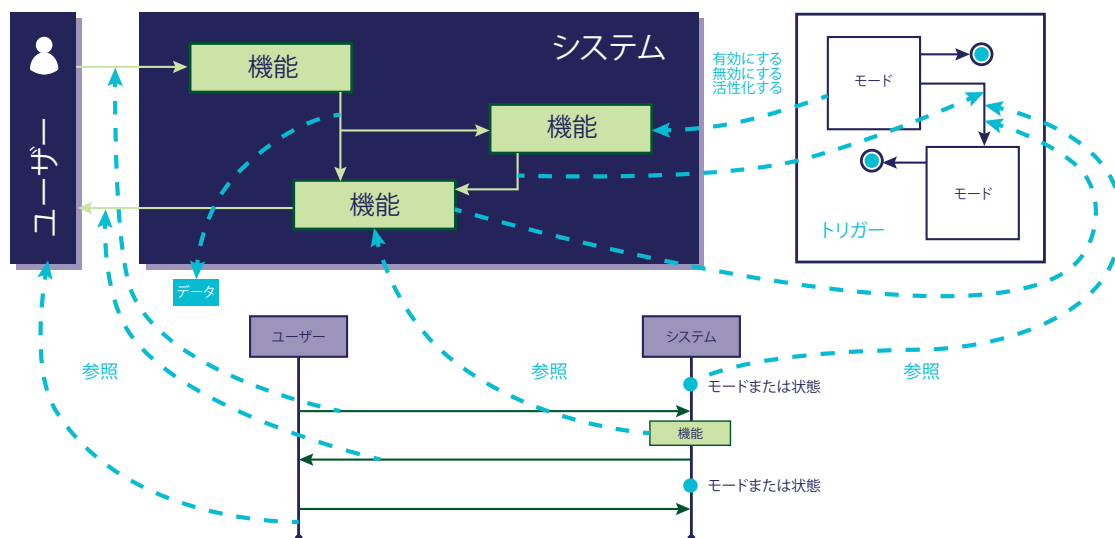 ユーザー
システム
機能
機能
機能
データ
有効にする
無効にする
活性化する
モード
モード
トリガー
ユーザー
システム
参照
参照
参照
モードまたは状態
機能
モードまたは状態